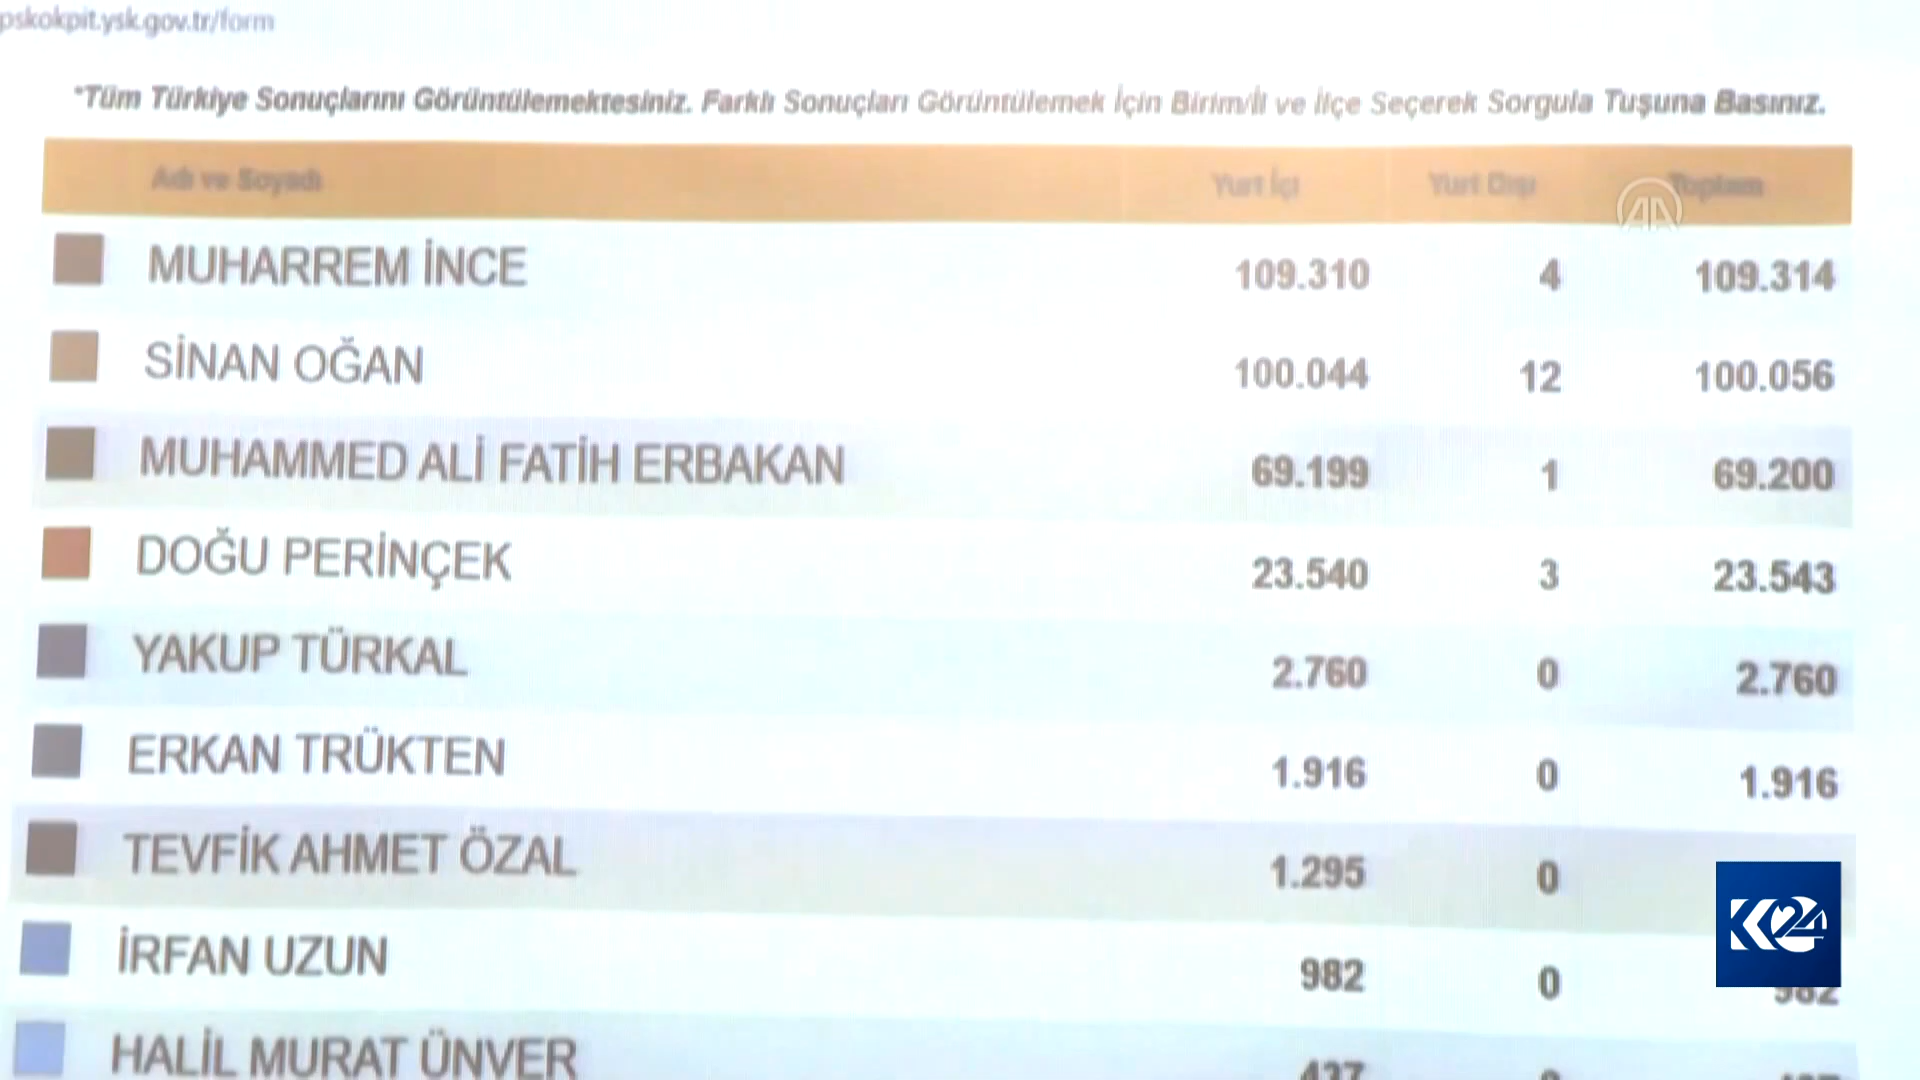 pskokpit.ysk.gov.tr/form
*Tüm Türkiye Sonuçlarını Görüntülemektesiniz. Farklı Sonuçları Görüntülemek İçin Birim/İl ve İlçe Seçerek Sorgula Tuşuna Basınız.
Adı ve Soyadı Yurt İçi Yurt Dışı Toplam
AA
MUHARREM İNCE 109.310 4 109.314
SİNAN OĞAN 100.044 12 100.056
MUHAMMED ALİ FATİH ERBAKAN 69.199 1 69.200
DOĞU PERİNÇEK 23.540 3 23.543
YAKUP TÜRKAL 2.760 0 2.760
ERKAN TRÜKTEN 1.916 0 1.916
TEVFİK AHMET ÖZAL 1.295 0
K24
İRFAN UZUN 982 0 982
HALİL MURAT ÜNVER 437 0